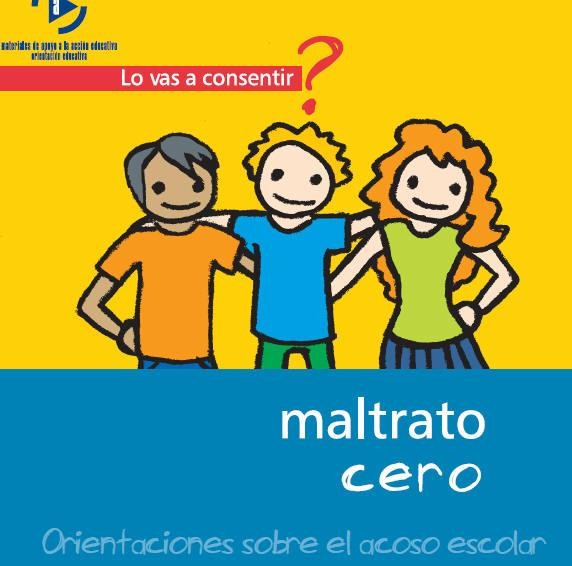 a
materiales de apoyo a la acción educativa
orientación educativa
Lo vas a consentir?
maltrato
cero
Orientaciones sobre el acoso escolar